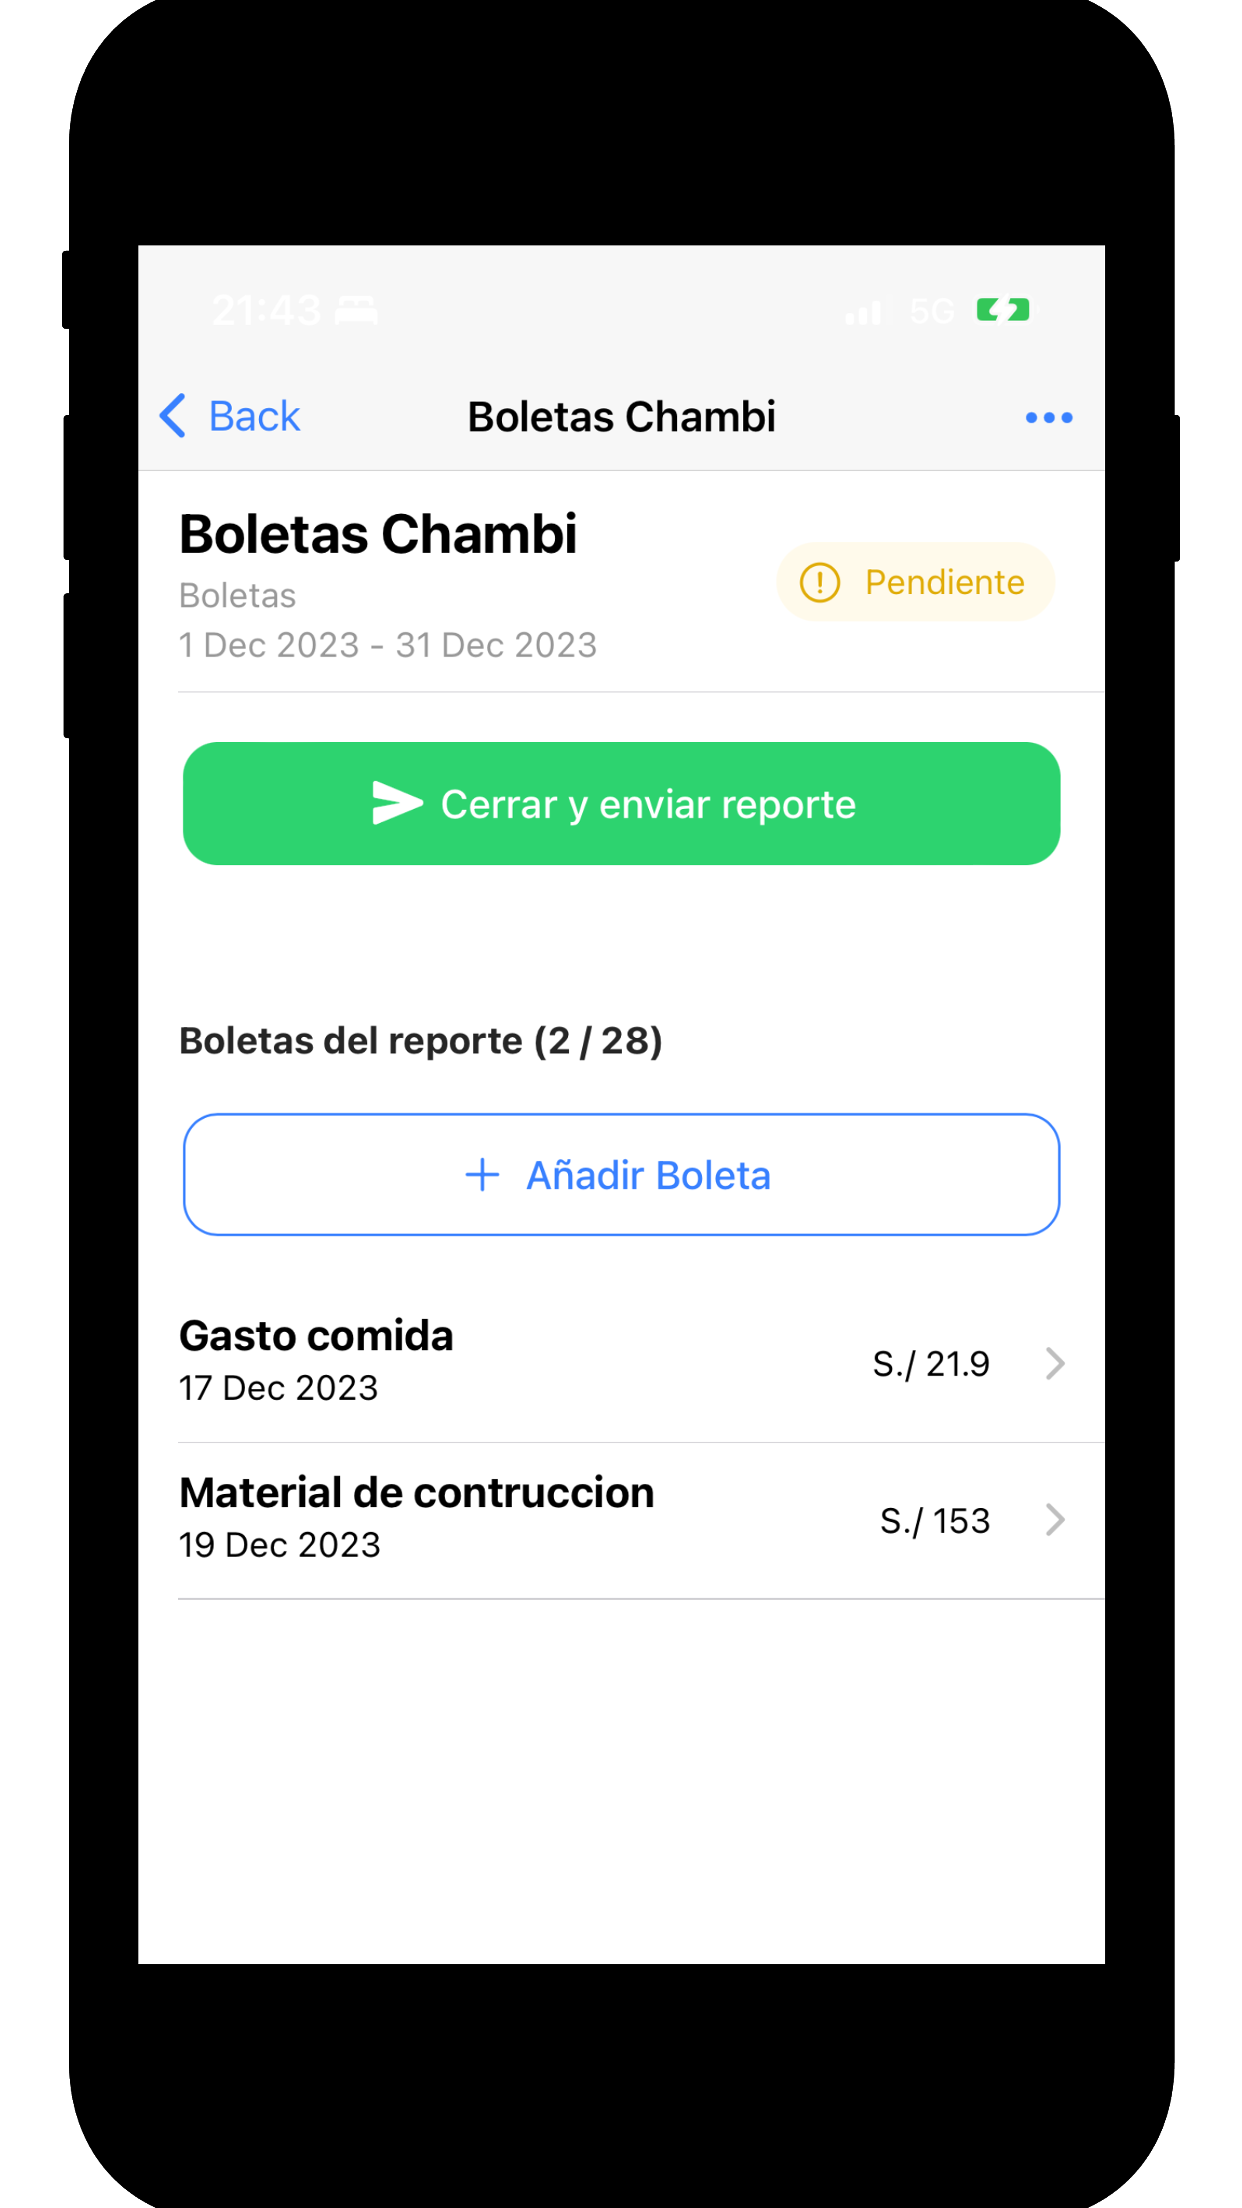 21:43 5G
Back Boletas Chambi
Boletas Chambi
Boletas
1 Dec 2023 - 31 Dec 2023
Pendiente
Cerrar y enviar reporte
Boletas del reporte (2 / 28)
+ Añadir Boleta
Gasto comida
17 Dec 2023
S./ 21.9
Material de contruccion
19 Dec 2023
S./ 153